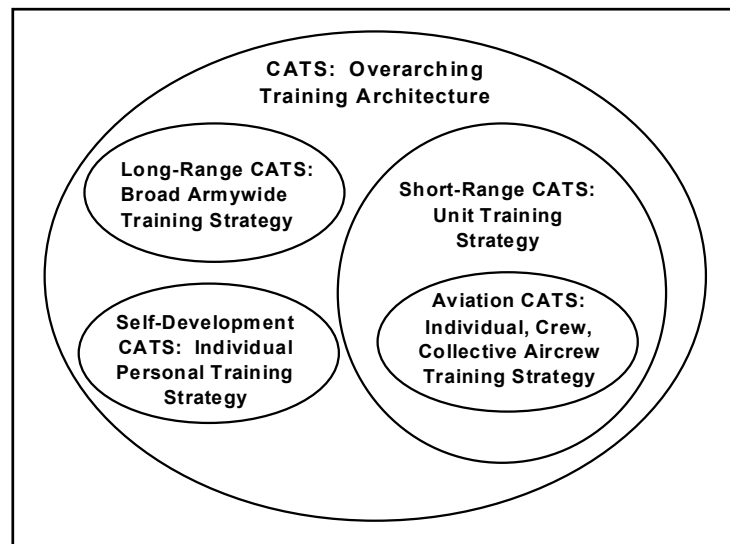 CATS: Overarching
Training Architecture
Long-Range CATS:
Broad Armywide
Training Strategy
Short-Range CATS:
Unit Training
Strategy
Self-Development
CATS: Individual
Personal Training
Strategy
Aviation CATS:
Individual, Crew,
Collective Aircrew
Training Strategy